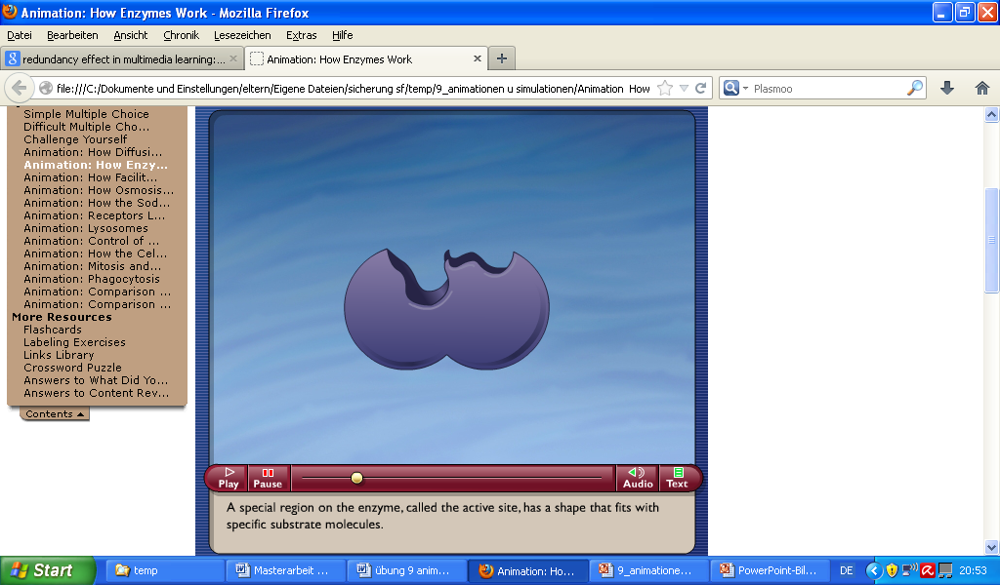 Animation: How Enzymes Work - Mozilla Firefox
Datei Bearbeiten Ansicht Chronik Lesezeichen Extras Hilfe
redundancy effect in multimedia learning:...
Animation: How Enzymes Work
file:///C:/Dokumente und Einstellungen/eltern/Eigene Dateien/sicherung sf/temp/9_animationen u simulationen/Animation How
Plasmoo
Simple Multiple Choice
Difficult Multiple Cho...
Challenge Yourself
Animation: How Diffusi...
Animation: How Enzy...
Animation: How Facilit...
Animation: How Osmosis...
Animation: How the Sod...
Animation: Receptors L...
Animation: Lysosomes
Animation: Control of ...
Animation: How the Cel...
Animation: Mitosis and...
Animation: Phagocytosis
Animation: Comparison ...
Animation: Comparison ...
More Resources
Flashcards
Labeling Exercises
Links Library
Crossword Puzzle
Answers to What Did Yo...
Answers to Content Rev...
Contents
Play
Pause
Audio
Text
A special region on the enzyme, called the active site, has a shape that fits with
specific substrate molecules.
Start
temp
Masterarbeit ...
übung 9 anim...
Animation: Ho...
9_animatione...
PowerPoint-Bil...
DE
20:53